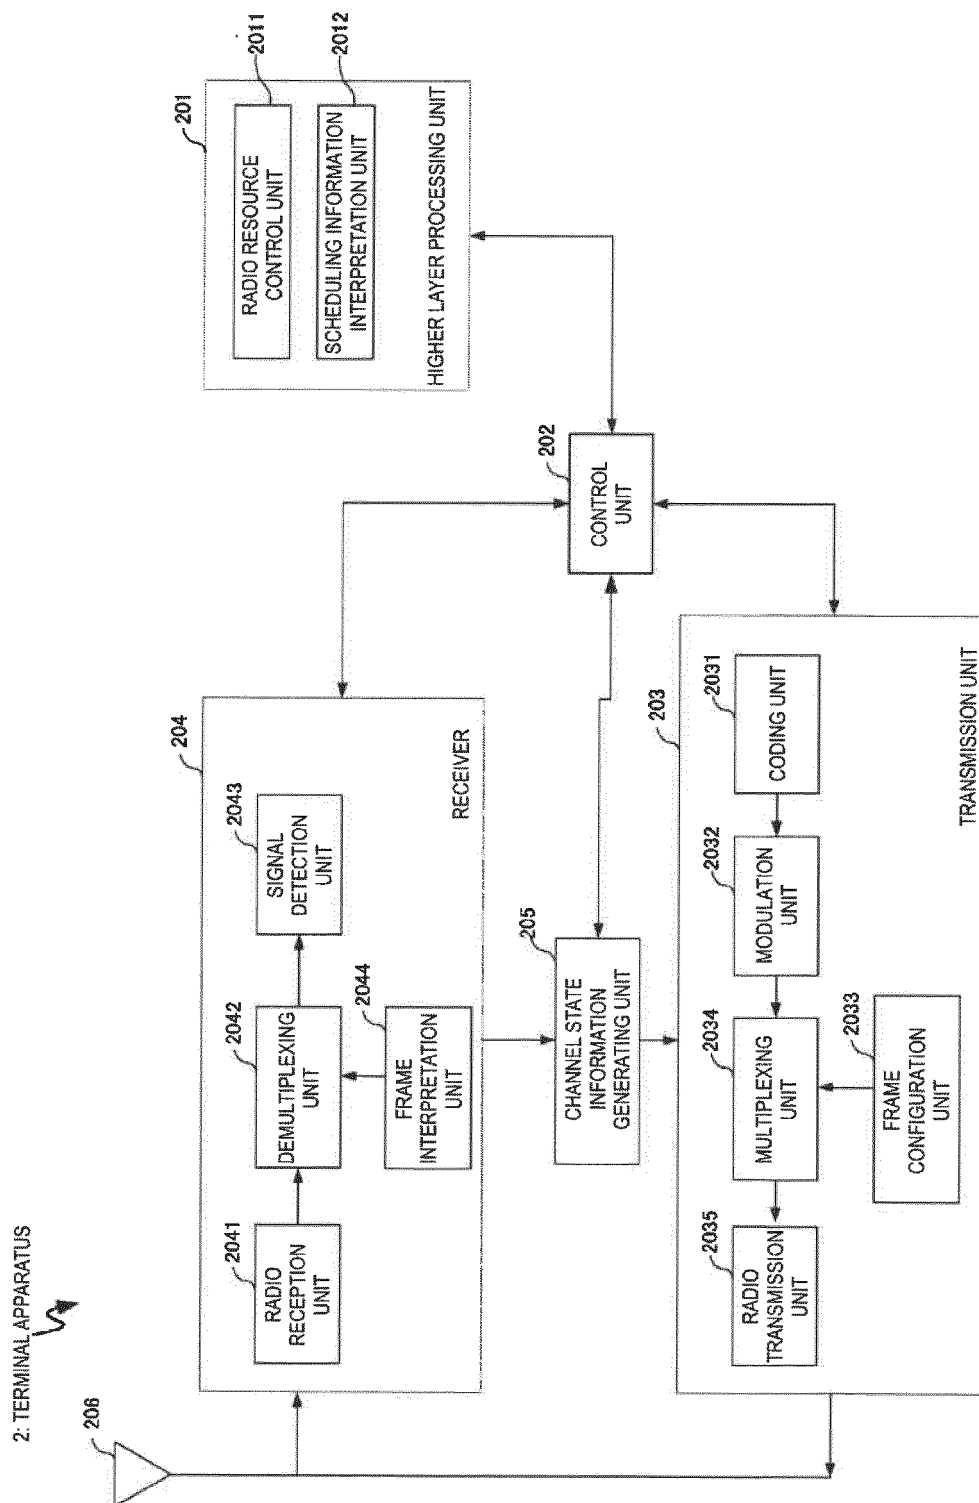 2: TERMINAL APPARATUS
206
204
2041
RADIO
RECEPTION
UNIT
2042
DEMULTIPLEXING
UNIT
2043
SIGNAL
DETECTION
UNIT
2044
FRAME
INTERPRETATION
UNIT
RECEIVER
205
CHANNEL STATE
INFORMATION
GENERATING UNIT
203
2035
RADIO
TRANSMISSION
UNIT
2034
MULTIPLEXING
UNIT
2032
MODULATION
UNIT
2031
CODING UNIT
2033
FRAME
CONFIGURATION
UNIT
TRANSMISSION UNIT
202
CONTROL
UNIT
201
2011
RADIO RESOURCE
CONTROL UNIT
2012
SCHEDULING INFORMATION
INTERPRETATION UNIT
HIGHER LAYER PROCESSING UNIT